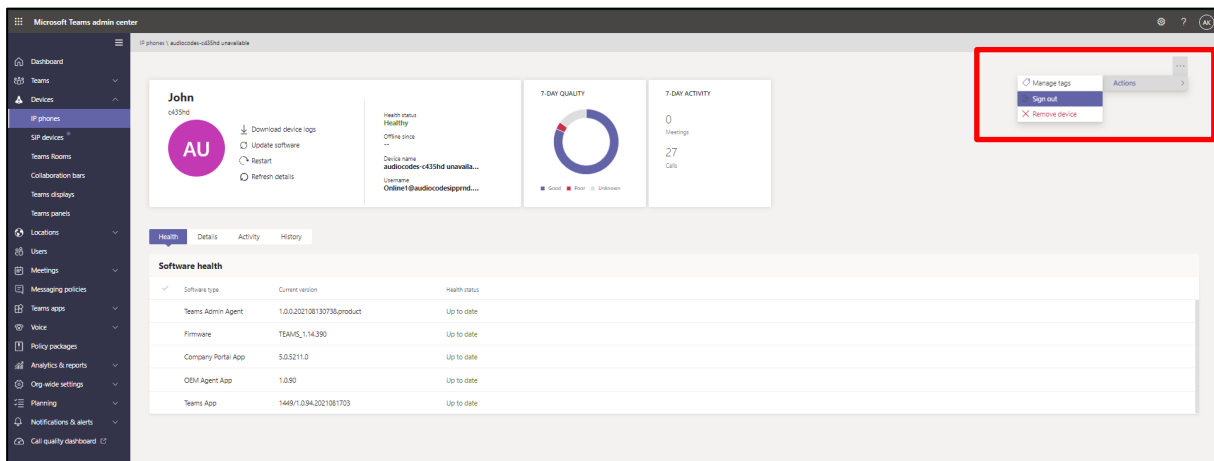 Microsoft Teams admin center
? AK
IP phones \ audiocodes-c435hd unavailable
Dashboard
Teams
Devices
IP phones
SIP devices
Teams Rooms
Collaboration bars
Teams displays
Teams panels
Locations
Users
Meetings
Messaging policies
Teams apps
Voice
Policy packages
Analytics & reports
Org-wide settings
Planning
Notifications & alerts
Call quality dashboard
...
Manage tags
Sign out
Remove device
Actions
John
c435hd
AU
Download device logs
Update software
Restart
Refresh details
Health status
Healthy
Offline since
--
Device name
audiocodes-c435hd unavaila...
Username
Online1@audiocodesipprnd....
7-DAY QUALITY
Good Poor Unknown
7-DAY ACTIVITY
0
Meetings
27
Calls
Health Details Activity History
Software health
Software type Current version Health status
Teams Admin Agent 1.0.0.202108130738.product Up to date
Firmware TEAMS_1.14.390 Up to date
Company Portal App 5.0.5211.0 Up to date
OEM Agent App 1.0.90 Up to date
Teams App 1449/1.0.94.2021081703 Up to date